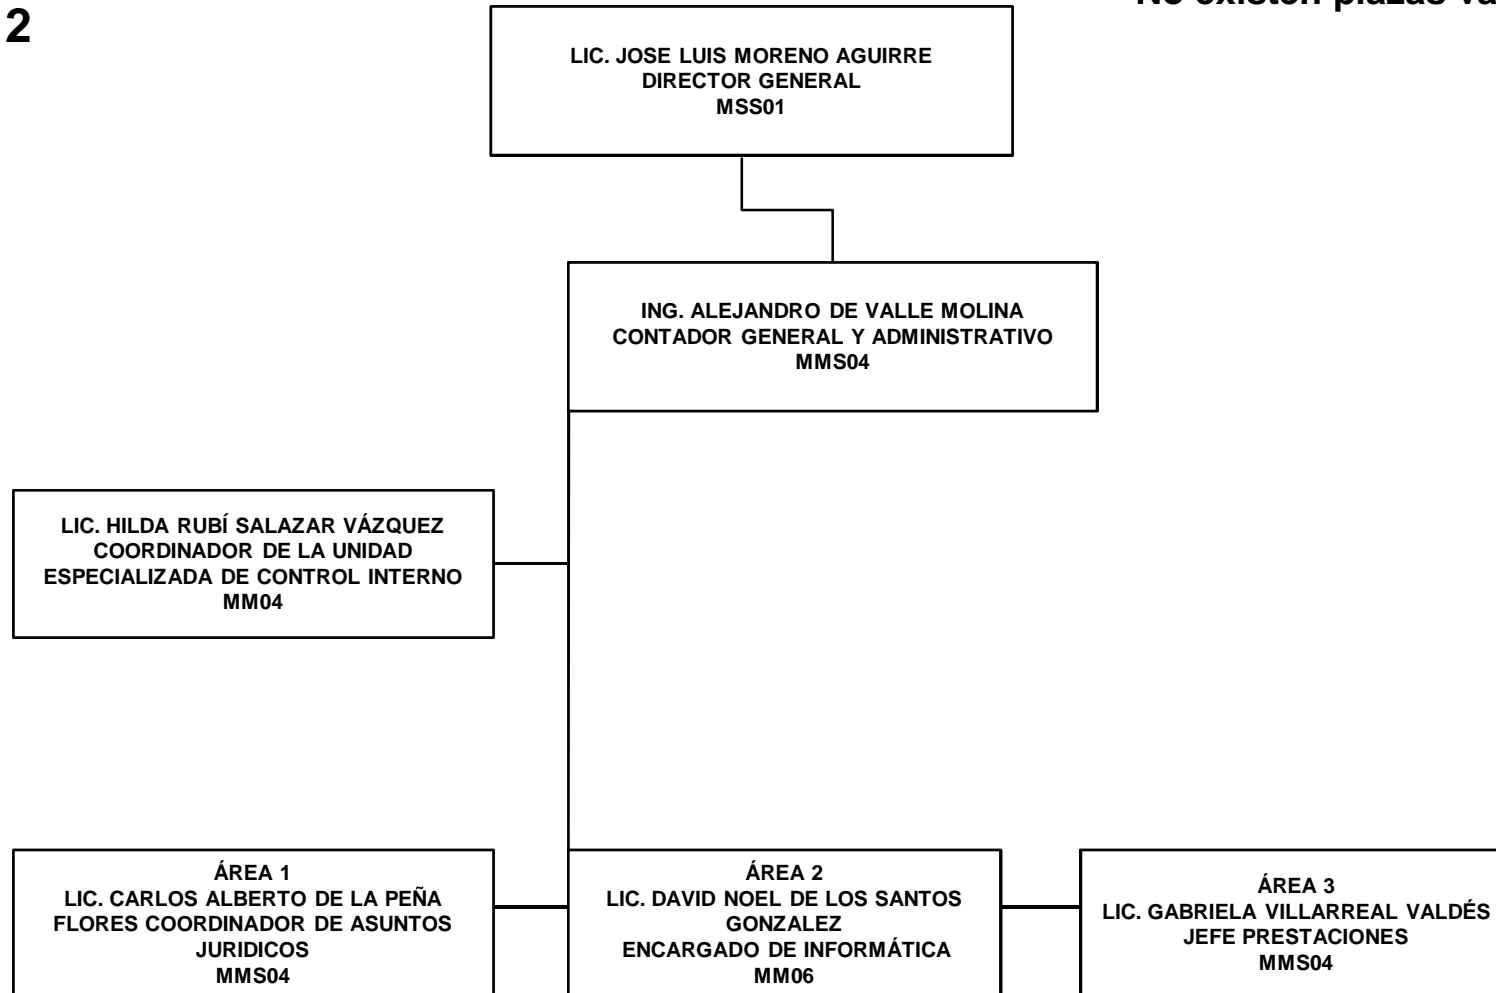 2
No existen plazas va
LIC. JOSE LUIS MORENO AGUIRRE
DIRECTOR GENERAL
MSS01
ING. ALEJANDRO DE VALLE MOLINA
CONTADOR GENERAL Y ADMINISTRATIVO
MMS04
LIC. HILDA RUBÍ SALAZAR VÁZQUEZ
COORDINADOR DE LA UNIDAD
ESPECIALIZADA DE CONTROL INTERNO
MM04
ÁREA 1
LIC. CARLOS ALBERTO DE LA PEÑA
FLORES COORDINADOR DE ASUNTOS
JURIDICOS
MMS04
ÁREA 2
LIC. DAVID NOEL DE LOS SANTOS
GONZALEZ
ENCARGADO DE INFORMÁTICA
MM06
ÁREA 3
LIC. GABRIELA VILLARREAL VALDÉS
JEFE PRESTACIONES
MMS04